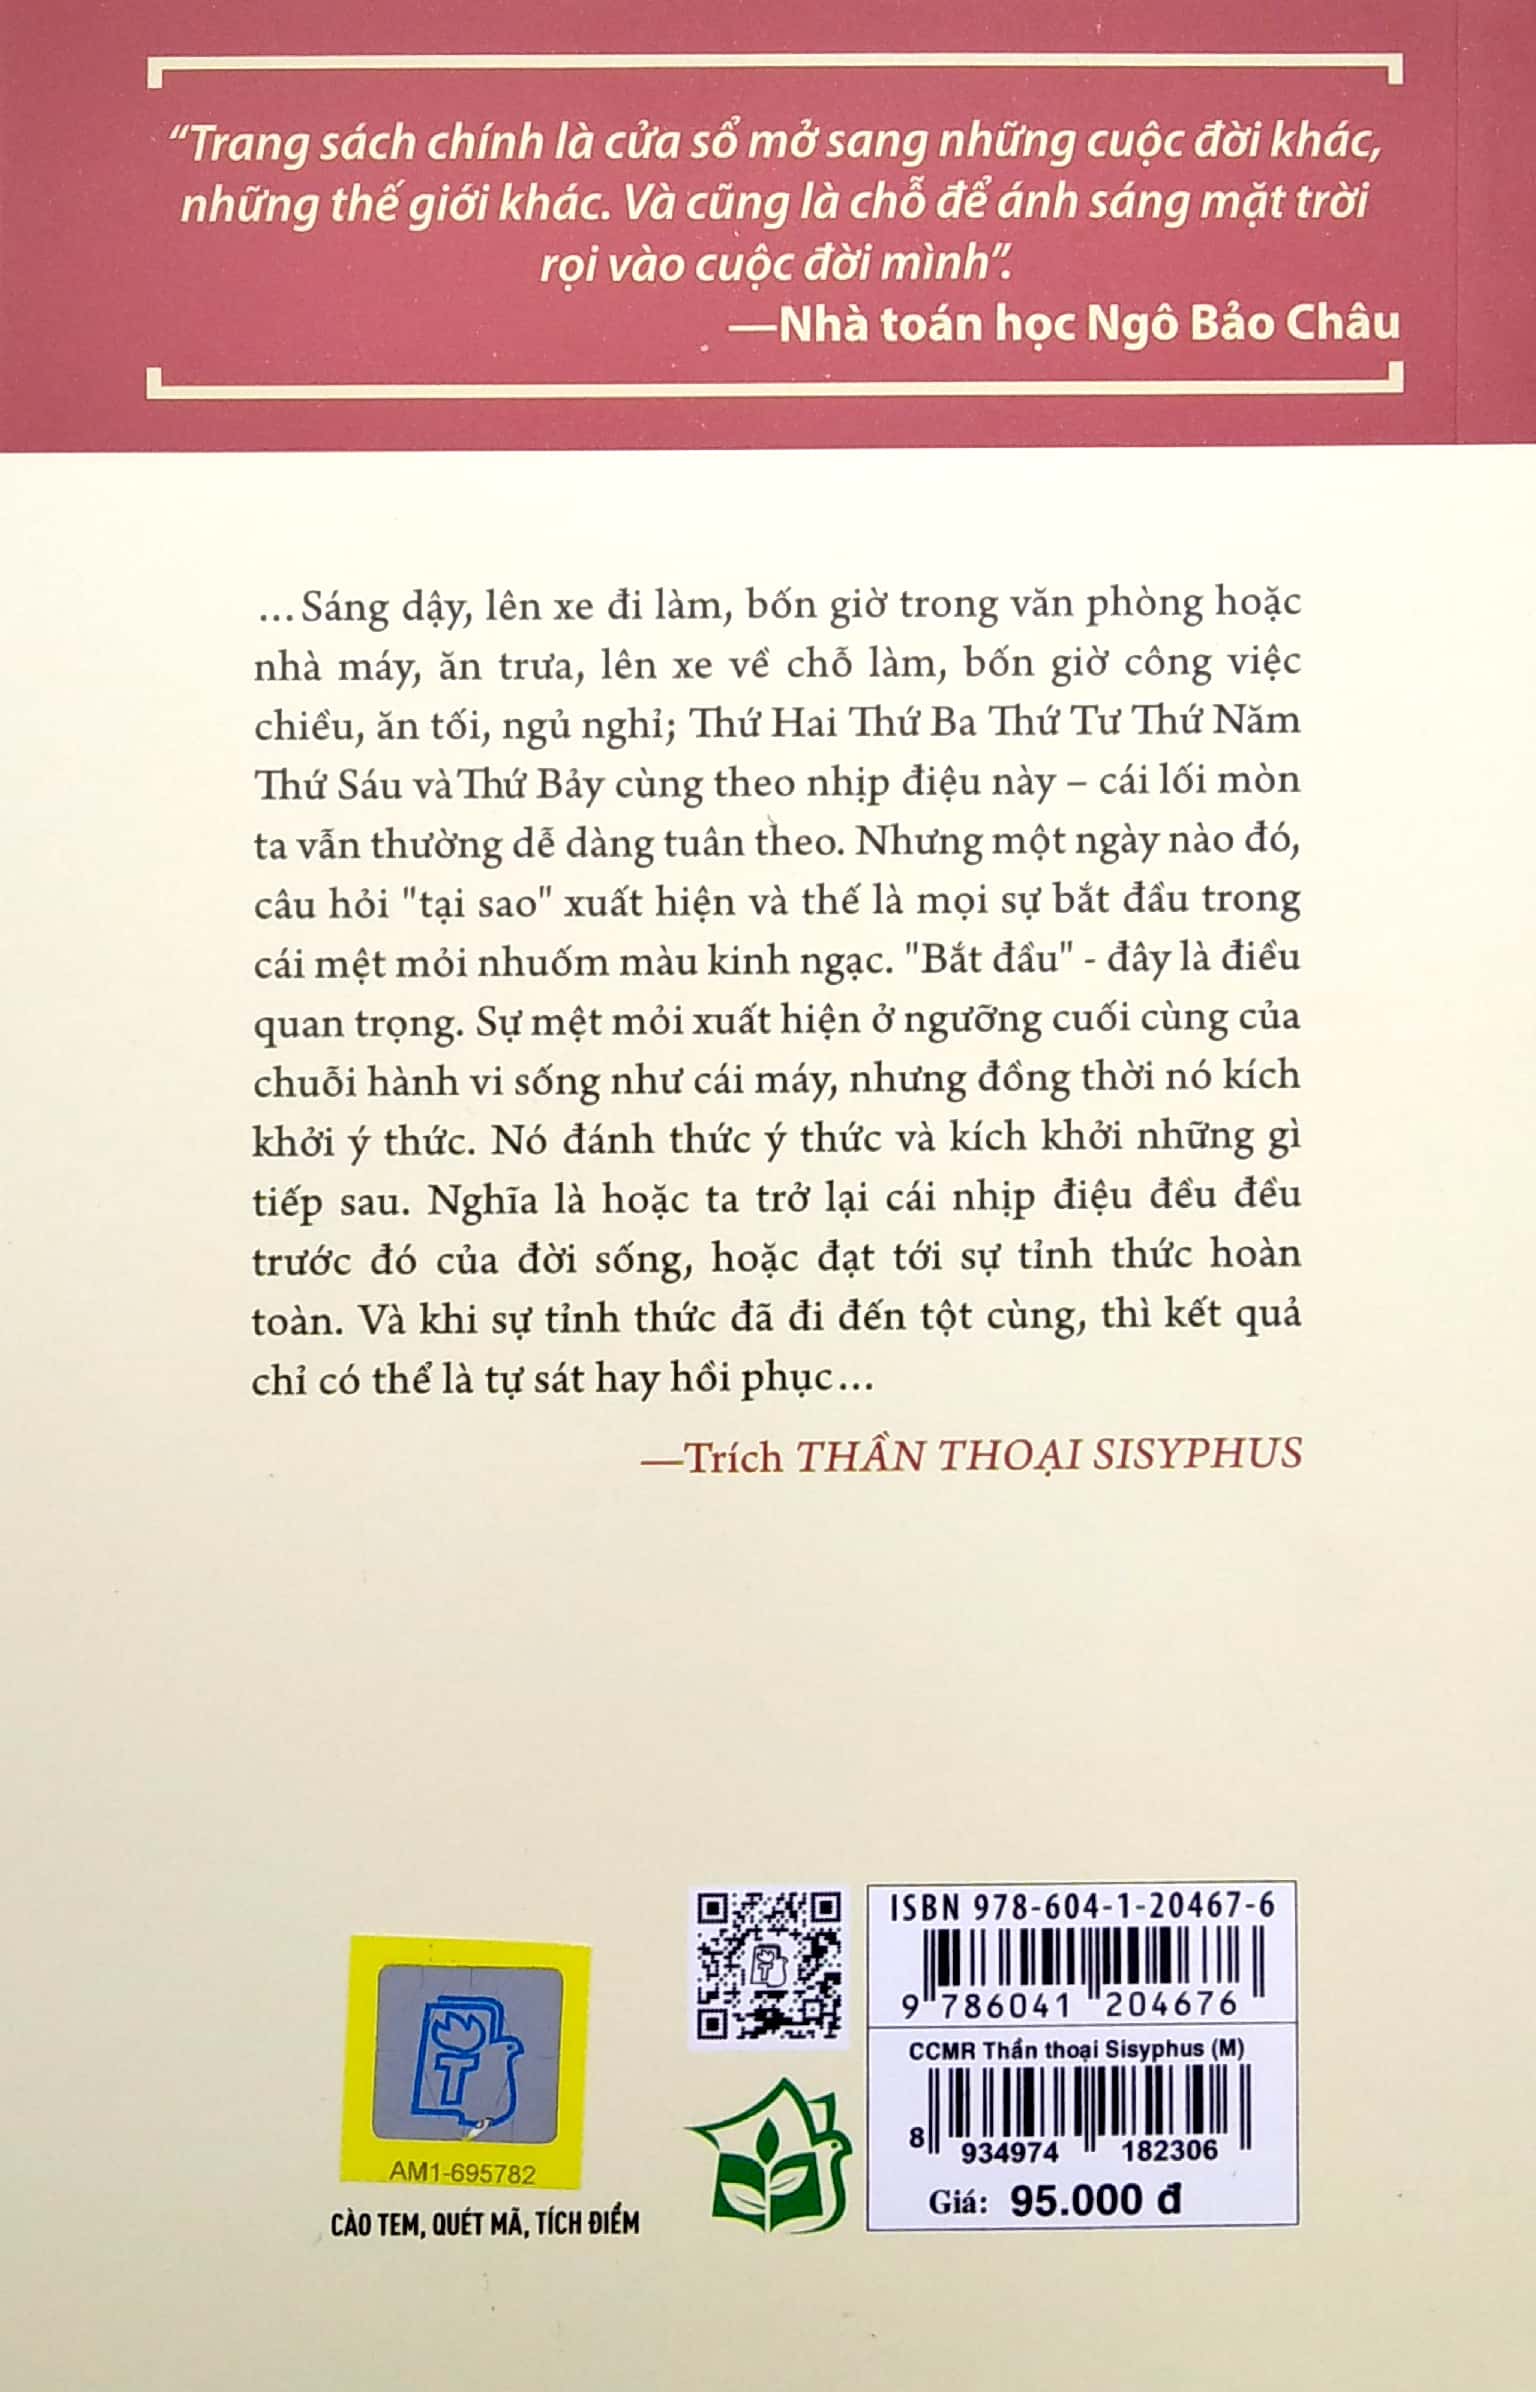 “Trang sách chính là cửa sổ mở sang những cuộc đời khác,
những thế giới khác. Và cũng là chỗ để ánh sáng mặt trời
rọi vào cuộc đời mình”.
—Nhà toán học Ngô Bảo Châu
...Sáng dậy, lên xe đi làm, bốn giờ trong văn phòng hoặc
nhà máy, ăn trưa, lên xe về chỗ làm, bốn giờ công việc
chiều, ăn tối, ngủ nghỉ; Thứ Hai Thứ Ba Thứ Tư Thứ Năm
Thứ Sáu và Thứ Bảy cùng theo nhịp điệu này – cái lối mòn
ta vẫn thường dễ dàng tuân theo. Nhưng một ngày nào đó,
câu hỏi "tại sao" xuất hiện và thế là mọi sự bắt đầu trong
cái mệt mỏi nhuốm màu kinh ngạc. "Bắt đầu" - đây là điều
quan trọng. Sự mệt mỏi xuất hiện ở ngưỡng cuối cùng của
chuỗi hành vi sống như cái máy, nhưng đồng thời nó kích
khởi ý thức. Nó đánh thức ý thức và kích khởi những gì
tiếp sau. Nghĩa là hoặc ta trở lại cái nhịp điệu đều đều
trước đó của đời sống, hoặc đạt tới sự tỉnh thức hoàn
toàn. Và khi sự tỉnh thức đã đi đến tột cùng, thì kết quả
chỉ có thể là tự sát hay hồi phục...
—Trích THẦN THOẠI SISYPHUS
T
AM1-695782
CÀO TEM, QUÉT MÃ, TÍCH ĐIỂM
T
ISBN 978-604-1-20467-6
9 786041 204676
CCMR Thần thoại Sisyphus (M)
8 934974 182306
Giá: 95.000 đ